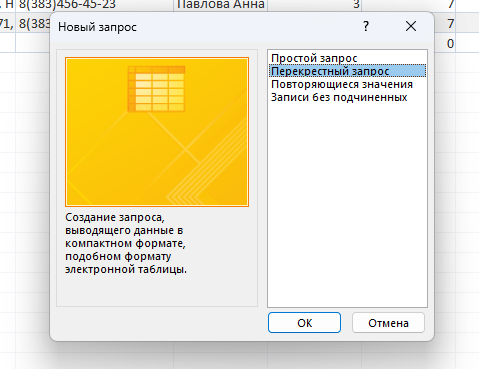 , Н 8(383)456-45-23 Павлова Анна 3 7
71, 8(383) 7
0
Новый запрос ? ×
Простой запрос
Перекрестный запрос
Повторяющиеся значения
Записи без подчиненных
Создание запроса,
выводящего данные в
компактном формате,
подобном формату
электронной таблицы.
ОК Отмена